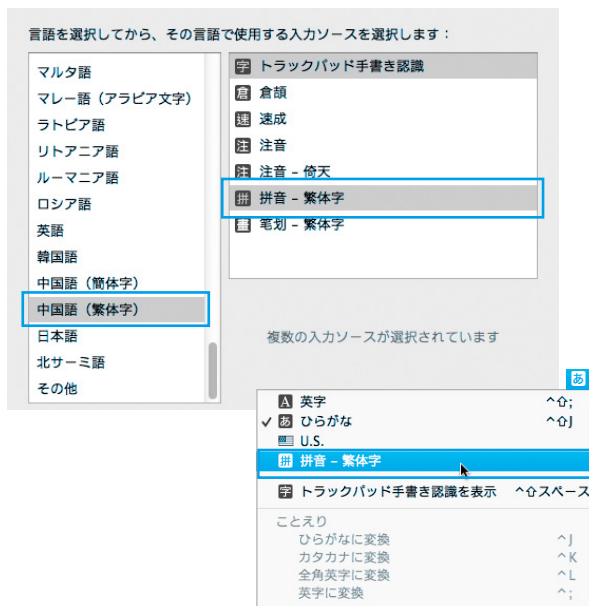 言語を選択してから、その言語で使用する入力ソースを選択します：
マルタ語
マレー語（アラビア文字）
ラトビア語
リトアニア語
ルーマニア語
ロシア語
英語
韓国語
中国語（簡体字）
中国語（繁体字）
日本語
北サーミ語
その他
字 トラックパッド手書き認識
倉 倉頡
速 速成
注 注音
注 注音 – 倚天
拼 拼音 – 繁体字
畫 笔划 – 繁体字
複数の入力ソースが選択されています
あ
A 英字 ^⇧;
✓ あ ひらがな ^⇧J
U.S.
拼 拼音 – 繁体字
字 トラックパッド手書き認識を表示 ^⇧スペース
ことえり
ひらがなに変換 ^J
カタカナに変換 ^K
全角英字に変換 ^L
英字に変換 ^;